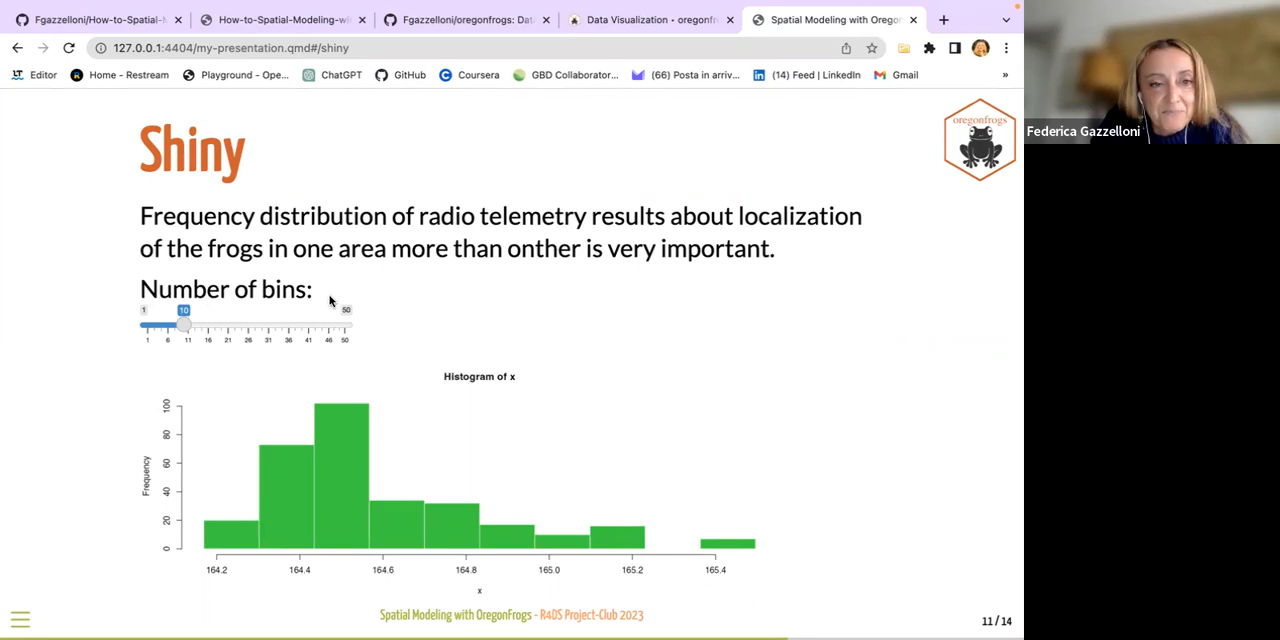 Fgazzelloni/How-to-Spatial-
How-to-Spatial-Modeling-wi
Fgazzelloni/oregonfrogs: Dat
Data Visualization • oregonfr
Spatial Modeling with Orego
127.0.0.1:4404/my-presentation.qmd#/shiny
Editor
Home - Restream
Playground - Ope...
ChatGPT
GitHub
Coursera
GBD Collaborator...
(66) Posta in arriv...
(14) Feed | LinkedIn
Gmail
»
Shiny
oregonfrogs
Federica Gazzelloni
Frequency distribution of radio telemetry results about localization
of the frogs in one area more than onther is very important.
Number of bins:
1 10 50
1 6 11 16 21 26 31 36 41 46 50
Histogram of x
Frequency
100
80
60
40
20
0
164.2 164.4 164.6 164.8 165.0 165.2 165.4
x
Spatial Modeling with OregonFrogs - R4DS Project-Club 2023
11 / 14